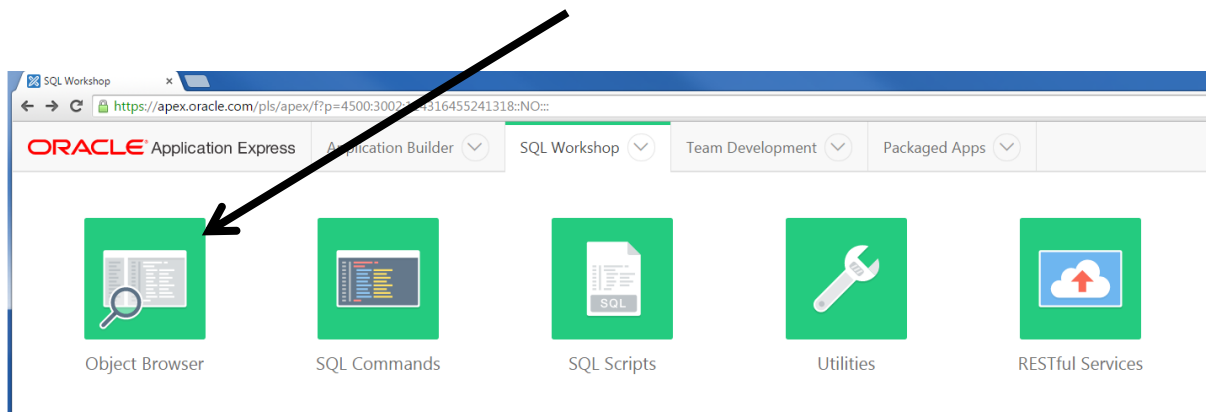 SQL Workshop
https://apex.oracle.com/pls/apex/f?p=4500:3002:
ORACLE Application Express Application Builder SQL Workshop Team Development Packaged Apps
SQL
Object Browser SQL Commands SQL Scripts Utilities RESTful Services